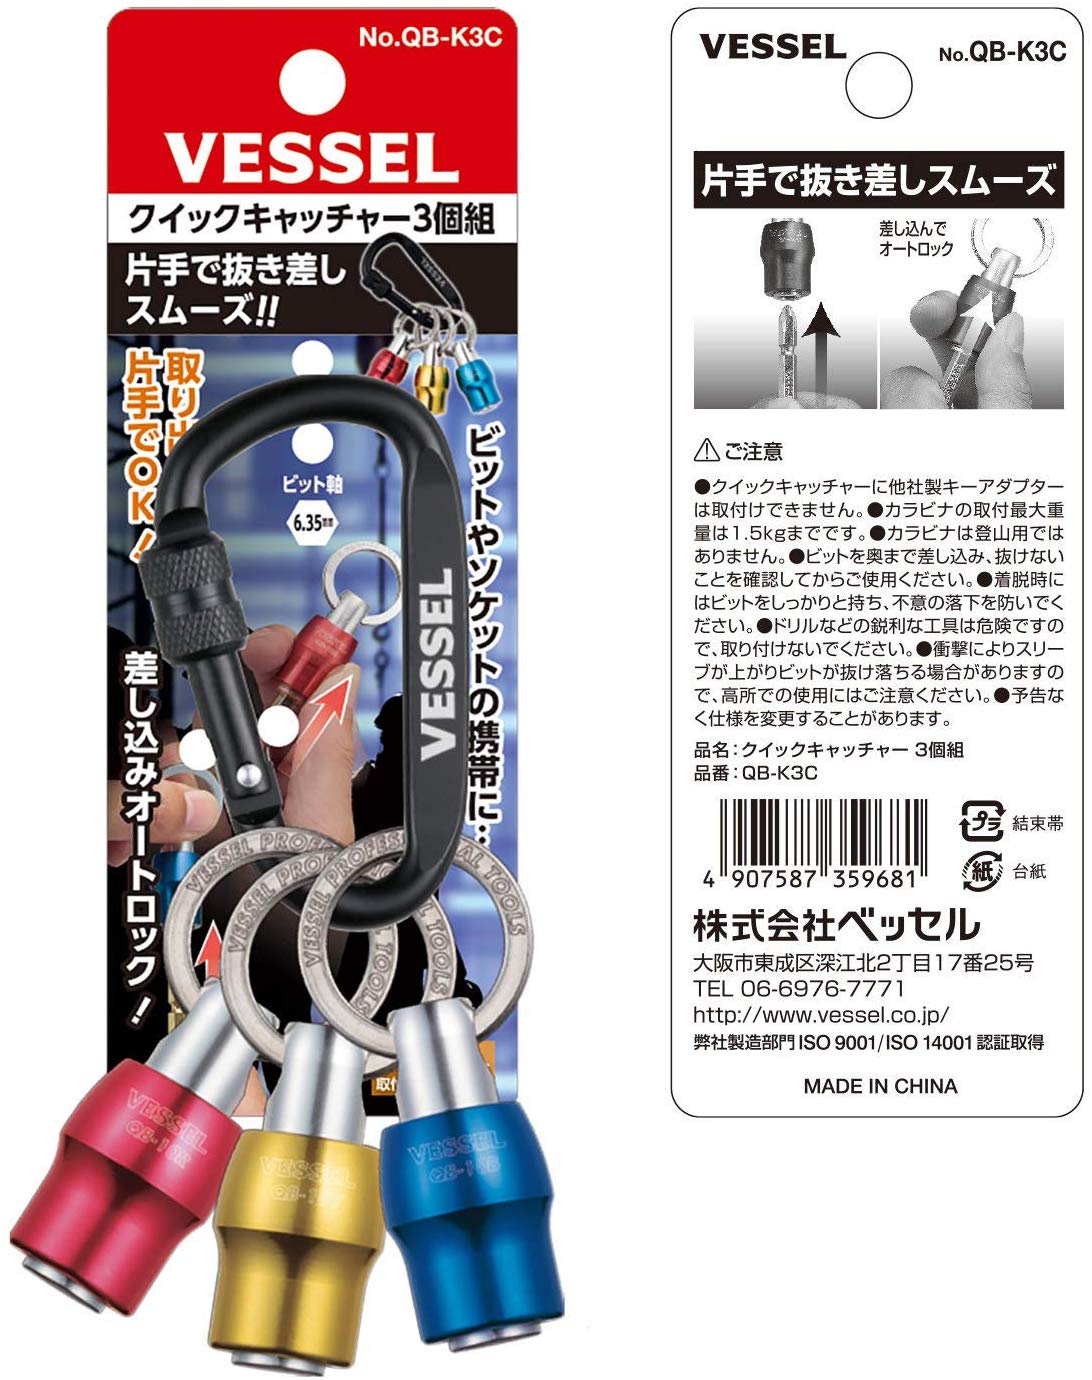 No.QB-K3C
VESSEL
クイックキャッチャー3個組
片手で抜き差し
スムーズ!!
取り
片手でOK!
ビット軸
6.35mm
ビットやソケットの携帯に…
差し込みオートロック!
VESSEL
VESSEL PROFESSIONAL TOOLS
VESSEL
QB-10R
VESSEL
VESSEL
VESSEL
No.QB-K3C
片手で抜き差しスムーズ
差し込んで
オートロック
VESSEL
⚠ご注意
●クイックキャッチャーに他社製キーアダプター
は取付けできません。●カラビナの取付最大重
量は1.5kgまでです。●カラビナは登山用では
ありません。●ビットを奥まで差し込み、抜けない
ことを確認してからご使用ください。●着脱時に
はビットをしっかりと持ち、不意の落下を防いでく
ださい。●ドリルなどの鋭利な工具は危険ですの
で、取り付けないでください。●衝撃によりスリー
ブが上がりビットが抜け落ちる場合がありますの
で、高所での使用にはご注意ください。●予告な
く仕様を変更することがあります。
品名：クイックキャッチャー 3個組
品番：QB-K3C
4 907587 359681
プラ 結束帯
紙 台紙
株式会社ベッセル
大阪市東成区深江北2丁目17番25号
TEL 06-6976-7771
http://www.vessel.co.jp/
弊社製造部門 ISO 9001/ISO 14001 認証取得
MADE IN CHINA